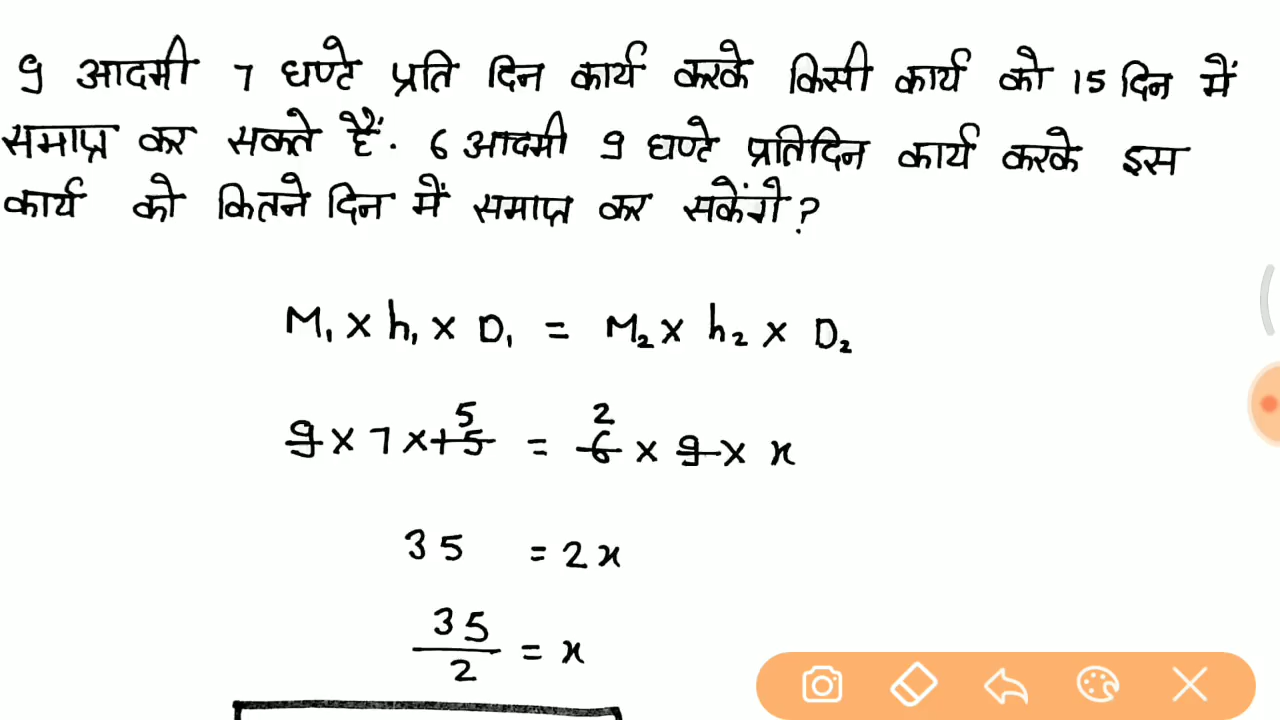 9 आदमी 7 घण्टे प्रति दिन कार्य करके किसी कार्य को 15 दिन में
समाप्त कर सकते हैं. 6 आदमी 9 घण्टे प्रतिदिन कार्य करके इस
कार्य को कितने दिन में समाप्त कर सकेंगे?
M₁ × h₁ × D₁ = M₂ × h₂ × D₂
5 2
9 × 7 × 15 = 6 × 9 × x
35 = 2x
35
2 = x